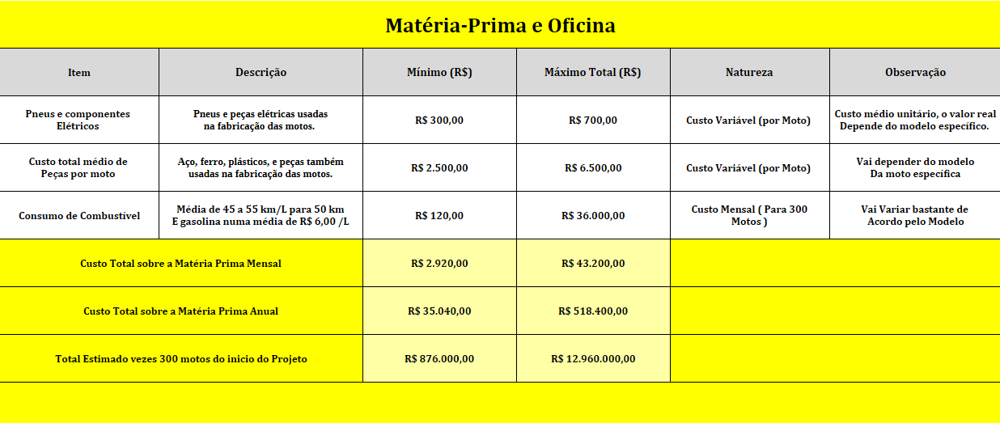 Matéria-Prima e Oficina
Item
Descrição
Mínimo (R$)
Máximo Total (R$)
Natureza
Observação
Pneus e componentes
Elétricos
Pneus e peças elétricas usadas
na fabricação das motos.
R$ 300,00
R$ 700,00
Custo Variável (por Moto)
Custo médio unitário, o valor real
Depende do modelo específico.
Custo total médio de
Peças por moto
Aço, ferro, plásticos, e peças também
usadas na fabricação das motos.
R$ 2.500,00
R$ 6.500,00
Custo Variável (por Moto)
Vai depender do modelo
Da moto específica
Consumo de Combustível
Média de 45 a 55 km/L para 50 km
E gasolina numa média de R$ 6,00 /L
R$ 120,00
R$ 36.000,00
Custo Mensal ( Para 300
Motos )
Vai Variar bastante de
Acordo pelo Modelo
Custo Total sobre a Matéria Prima Mensal
R$ 2.920,00
R$ 43.200,00
Custo Total sobre a Matéria Prima Anual
R$ 35.040,00
R$ 518.400,00
Total Estimado vezes 300 motos do inicio do Projeto
R$ 876.000,00
R$ 12.960.000,00